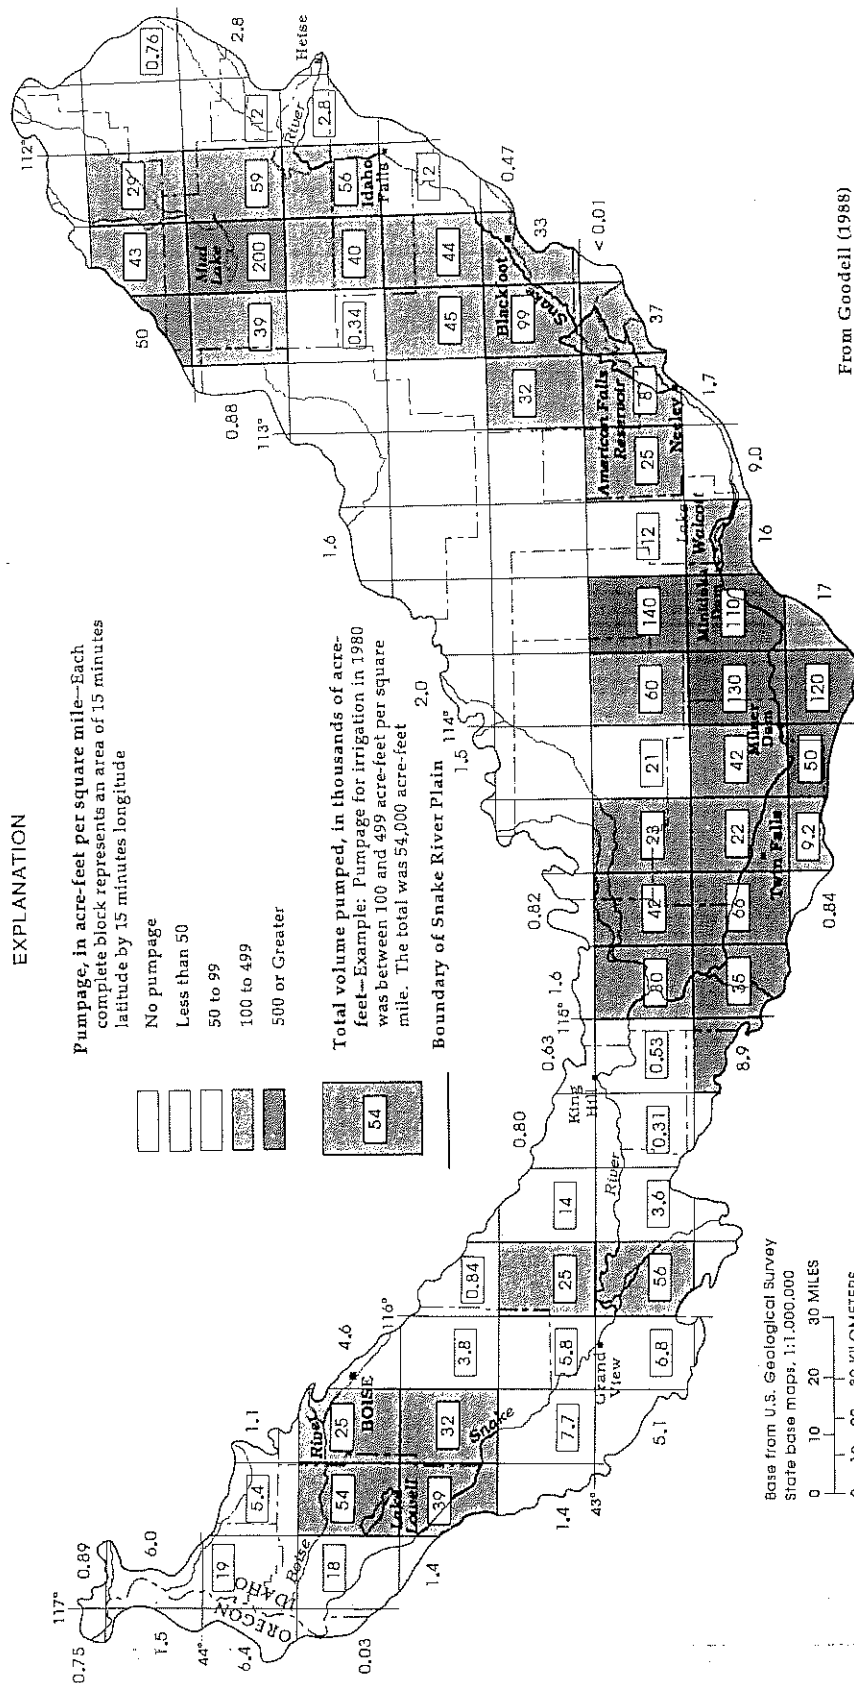 EXPLANATION
Pumpage, in acre-feet per square mile—Each
complete block represents an area of 15 minutes
latitude by 15 minutes longitude
No pumpage
Less than 50
50 to 99
100 to 499
500 or Greater
54
Total volume pumped, in thousands of acre-
feet—Example: Pumpage for irrigation in 1980
was between 100 and 499 acre-feet per square
mile. The total was 54,000 acre-feet
Boundary of Snake River Plain
117°
0.75
0.89
1.5
6.0
44°
6.4
OREGON
IDAHO
19
5.4
1.1
0.03
18
Boise
River
54
25
BOISE
4.6
Lake
Lowell
1.4
39
32
3.8
116°
0.84
Snake
1.4
43°
7.7
5.8
25
14
0.80
Grand
View
5.1
6.8
56
3.6
River
0.31
King
Hill
0.63
0.53
115°
1.6
8.9
30
42
23
21
60
140
12
25
0.82
35
66
22
42
130
110
Twin Falls
Milner
Dam
Minidoka
Dam
Lake
Walcott
0.84
9.2
50
120
17
16
9.0
1.7
1.5
114°
2.0
1.6
113°
0.88
American Falls
Reservoir
Neeley
37
32
99
33
< 0.01
Blackfoot
Snake
0.47
45
44
12
0.34
40
56
2.8
Idaho
Falls
River
Heise
39
200
59
12
Mud
Lake
50
43
29
0.76
2.8
112°
From Goodell (1988)
Base from U.S. Geological Survey
State base maps, 1:1,000,000
0 10 20 30 MILES